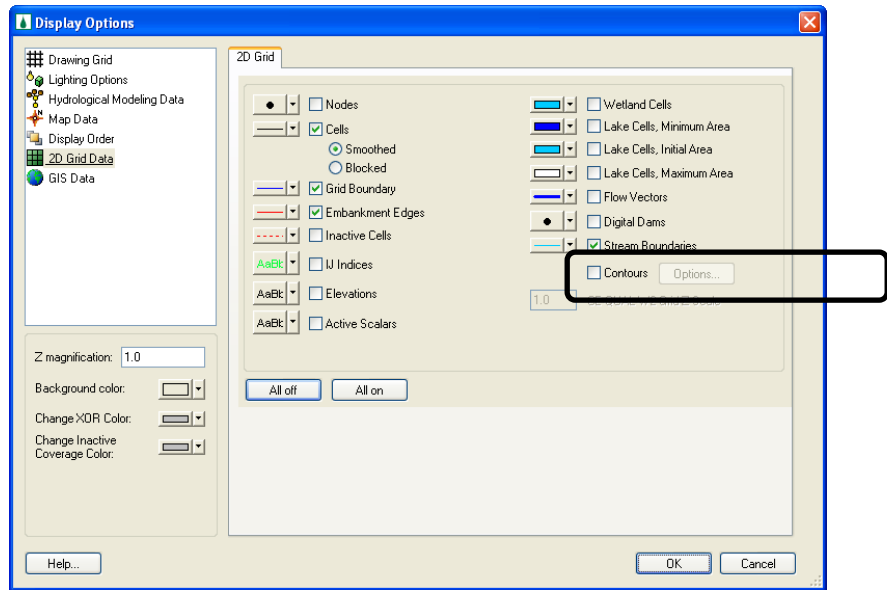 Display Options
Drawing Grid
Lighting Options
Hydrological Modeling Data
Map Data
Display Order
2D Grid Data
GIS Data
Z magnification: 1.0
Background color:
Change XOR Color:
Change Inactive
Coverage Color:
2D Grid
Nodes
Cells
Smoothed
Blocked
Grid Boundary
Embankment Edges
Inactive Cells
AaBb IJ Indices
AaBb Elevations
AaBb Active Scalars
Wetland Cells
Lake Cells, Minimum Area
Lake Cells, Initial Area
Lake Cells, Maximum Area
Flow Vectors
Digital Dams
Stream Boundaries
Contours Options...
1.0
All off All on
Help... OK Cancel